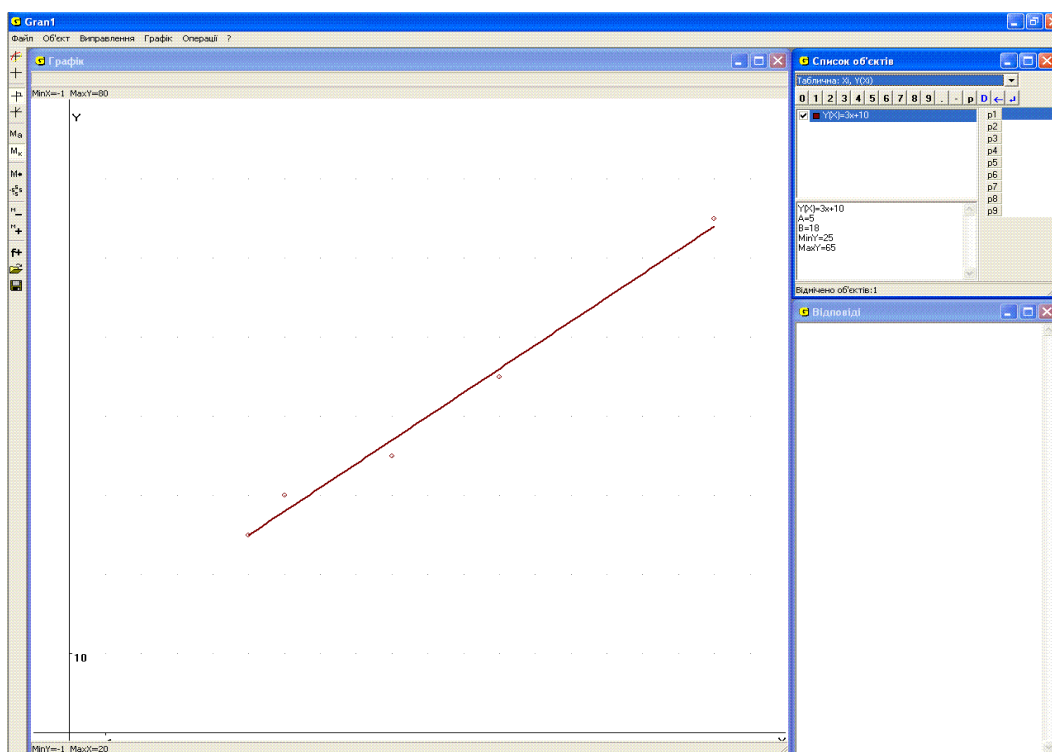 Gran1
Файл Об'єкт Виправлення Графік Операції ?
Графік
MinX=-1 MaxY=80
Y
10
MinY=-1 MaxX=20
Список об'єктів
Таблична: Xi, Y(Xi)
0 1 2 3 4 5 6 7 8 9 . - p D ← ↲
Y(X)=3x+10
p1
p2
p3
p4
p5
p6
p7
p8
p9
Y(X)=3x+10
A=5
B=18
MinY=25
MaxY=65
Відмічено об'єктів:1
Відповіді